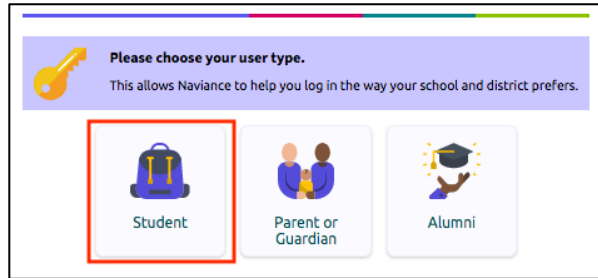 Please choose your user type.
This allows Naviance to help you log in the way your school and district prefers.
Student
Parent or
Guardian
Alumni